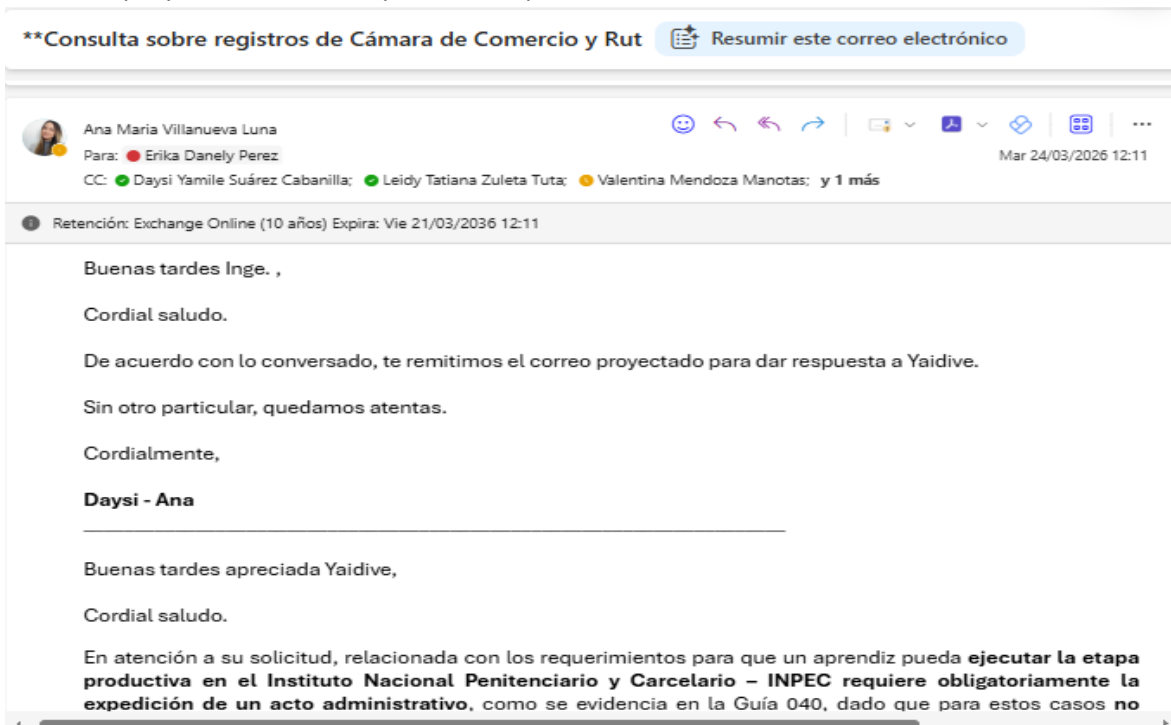 **Consulta sobre registros de Cámara de Comercio y Rut Resumir este correo electrónico
Ana Maria Villanueva Luna
Para: Erika Danely Perez
Mar 24/03/2026 12:11
CC: Daysi Yamile Suárez Cabanilla; Leidy Tatiana Zuleta Tuta; Valentina Mendoza Manotas; y 1 más
Retención: Exchange Online (10 años) Expira: Vie 21/03/2036 12:11
Buenas tardes Inge. ,
Cordial saludo.
De acuerdo con lo conversado, te remitimos el correo proyectado para dar respuesta a Yaidive.
Sin otro particular, quedamos atentas.
Cordialmente,
Daysi - Ana
Buenas tardes apreciada Yaidive,
Cordial saludo.
En atención a su solicitud, relacionada con los requerimientos para que un aprendiz pueda ejecutar la etapa
productiva en el Instituto Nacional Penitenciario y Carcelario – INPEC requiere obligatoriamente la
expedición de un acto administrativo, como se evidencia en la Guía 040, dado que para estos casos no